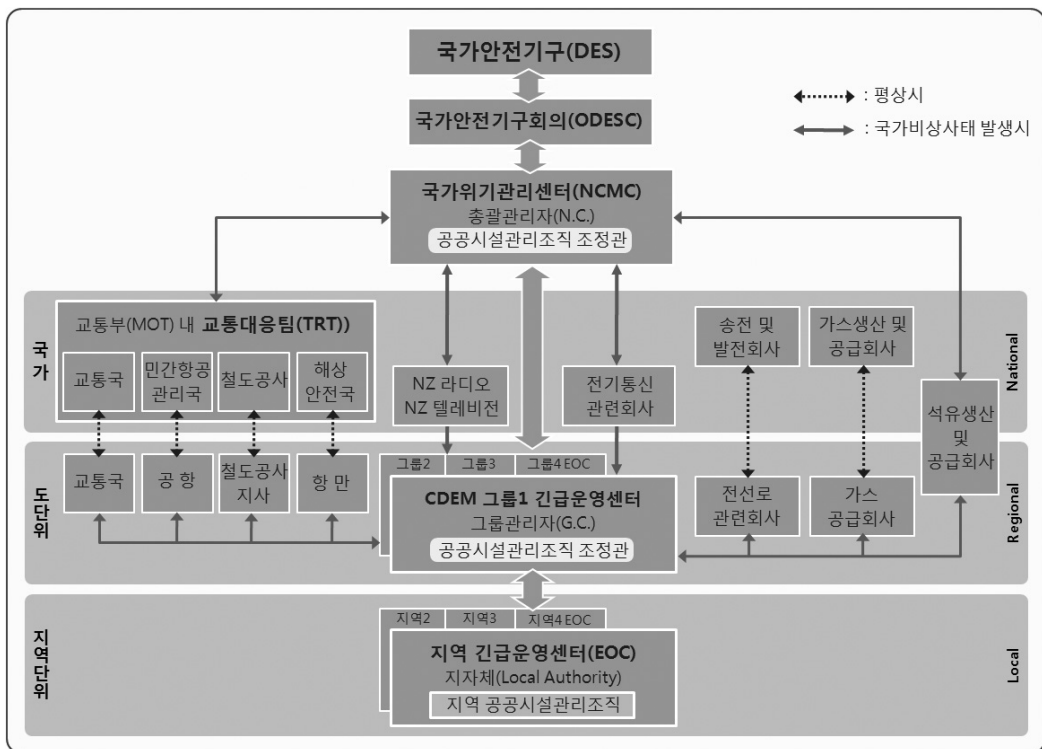 국가안전기구(DES)
국가안전기구회의(ODESC)
: 평상시
: 국가비상사태 발생시
국가위기관리센터(NCMC)
총괄관리자(N.C.)
공공시설관리조직 조정관
국가
National
교통부(MOT) 내 교통대응팀(TRT))
교통국
민간항공
관리국
철도공사
해상
안전국
NZ 라디오
NZ 텔레비전
전기통신
관련회사
송전 및
발전회사
가스생산 및
공급회사
석유생산
및
공급회사
도단위
Regional
교통국
공 항
철도공사
지사
항 만
그룹2
그룹3
그룹4 EOC
CDEM 그룹1 긴급운영센터
그룹관리자(G.C.)
공공시설관리조직 조정관
전선로
관련회사
가스
공급회사
지역단위
Local
지역2
지역3
지역4 EOC
지역 긴급운영센터(EOC)
지자체(Local Authority)
지역 공공시설관리조직